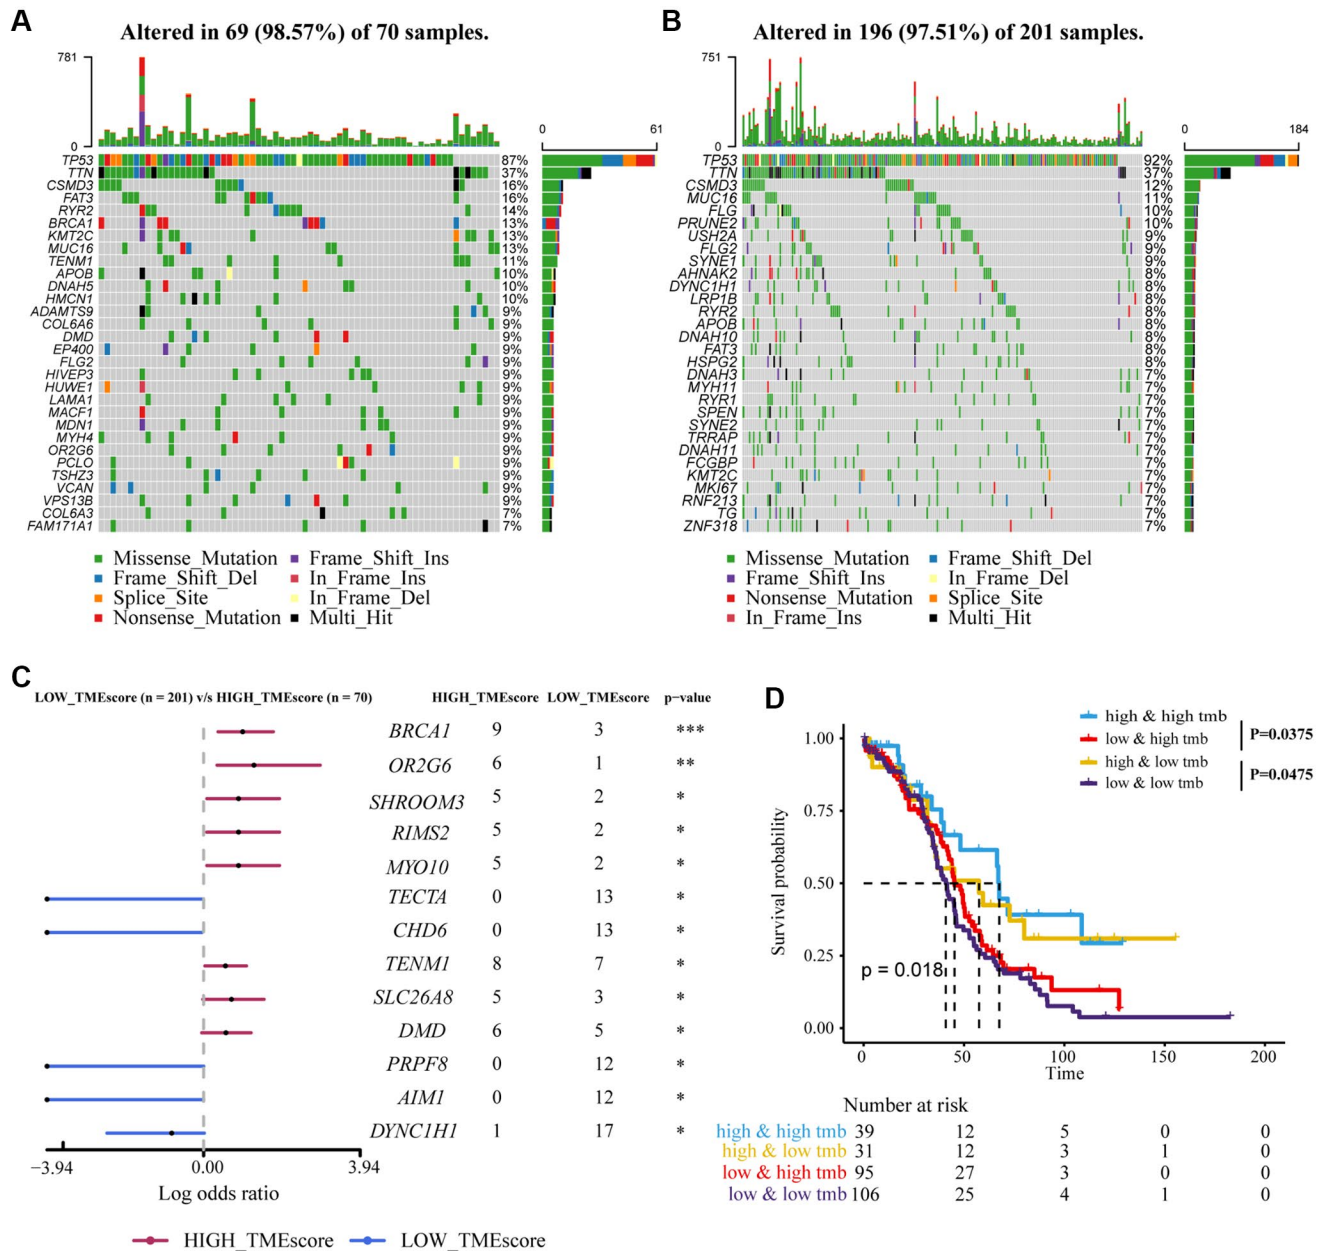 A
Altered in 69 (98.57%) of 70 samples.
781
0
0 61
TP53 87%
TTN 37%
CSMD3 16%
FAT3 16%
RYR2 14%
BRCA1 13%
KMT2C 13%
MUC16 13%
TENM1 11%
APOB 10%
DNAH5 10%
HMCN1 10%
ADAMTS9 9%
COL6A6 9%
DMD 9%
EP400 9%
FLG2 9%
HIVEP3 9%
HUWE1 9%
LAMA1 9%
MACF1 9%
MDN1 9%
MYH4 9%
OR2G6 9%
PCLO 9%
TSHZ3 9%
VCAN 9%
VPS13B 9%
COL6A3 7%
FAM171A1 7%
Missense_Mutation Frame_Shift_Ins
Frame_Shift_Del In_Frame_Ins
Splice_Site In_Frame_Del
Nonsense_Mutation Multi_Hit
B
Altered in 196 (97.51%) of 201 samples.
751
0
0 184
TP53 92%
TTN 37%
CSMD3 12%
MUC16 11%
FLG 10%
PRUNE2 10%
USH2A 9%
FLG2 9%
SYNE1 9%
AHNAK2 8%
DYNC1H1 8%
LRP1B 8%
RYR2 8%
APOB 8%
DNAH10 8%
FAT3 8%
HSPG2 8%
DNAH3 7%
MYH11 7%
RYR1 7%
SPEN 7%
SYNE2 7%
TRRAP 7%
DNAH11 7%
FCGBP 7%
KMT2C 7%
MKI67 7%
RNF213 7%
TG 7%
ZNF318 7%
Missense_Mutation Frame_Shift_Del
Frame_Shift_Ins In_Frame_Del
Nonsense_Mutation Splice_Site
In_Frame_Ins Multi_Hit
C
LOW_TMEscore (n = 201) v/s HIGH_TMEscore (n = 70) HIGH_TMEscore LOW_TMEscore p−value
BRCA1 9 3 ***
OR2G6 6 1 **
SHROOM3 5 2 *
RIMS2 5 2 *
MYO10 5 2 *
TECTA 0 13 *
CHD6 0 13 *
TENM1 8 7 *
SLC26A8 5 3 *
DMD 6 5 *
PRPF8 0 12 *
AIM1 0 12 *
DYNC1H1 1 17 *
−3.94 0.00 3.94
Log odds ratio
HIGH_TMEscore LOW_TMEscore
D
high & high tmb
low & high tmb
P=0.0375
high & low tmb
low & low tmb
P=0.0475
Survival probability
1.00
0.75
0.50
0.25
0.00
p = 0.018
0 50 100 150 200
Time
Number at risk
high & high tmb 39 12 5 0 0
high & low tmb 31 12 3 1 0
low & high tmb 95 27 3 0 0
low & low tmb 106 25 4 1 0